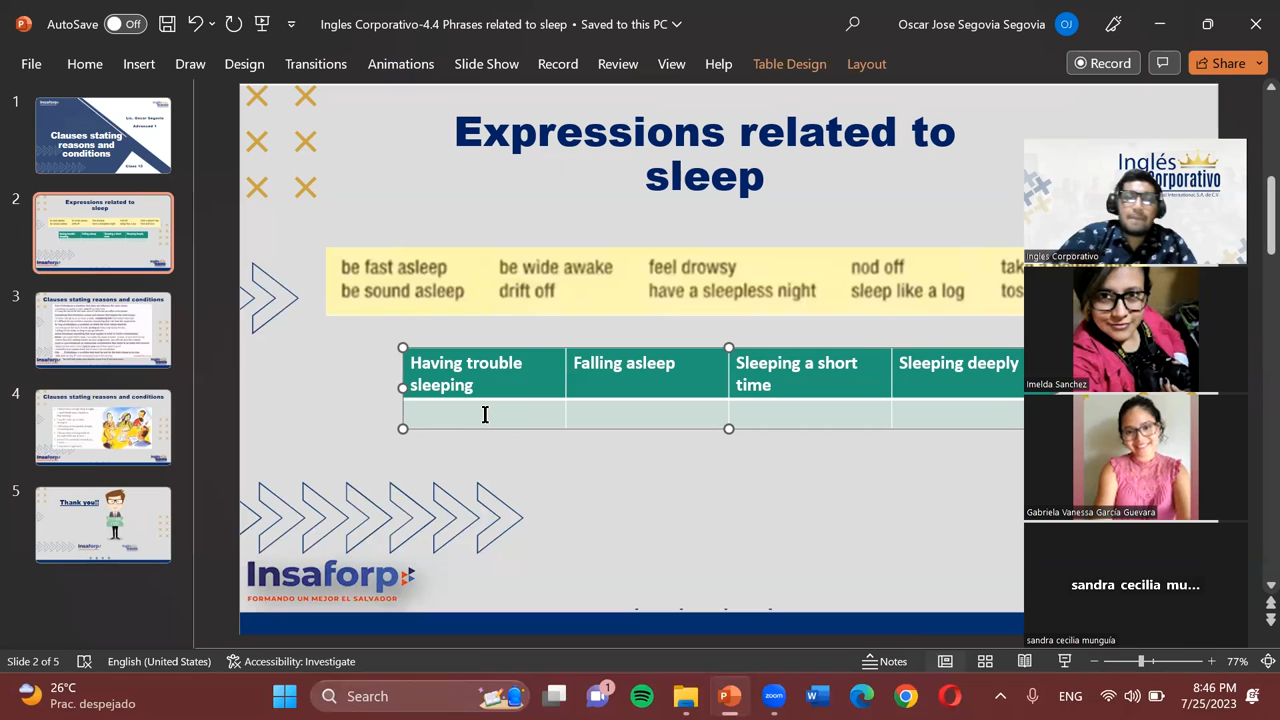 AutoSave
Off
Ingles Corporativo-4.4 Phrases related to sleep • Saved to this PC
Oscar Jose Segovia Segovia
OJ
File
Home
Insert
Draw
Design
Transitions
Animations
Slide Show
Record
Review
View
Help
Table Design
Layout
Record
Share
1
Clauses stating
reasons and
conditions
2
Expressions related to
sleep
3
Clauses stating reasons and conditions
4
Clauses stating reasons and conditions
5
Thank you!!
Expressions related to
sleep
be fast asleep
be wide awake
feel drowsy
nod off
tak
be sound asleep
drift off
have a sleepless night
sleep like a log
tos
Having trouble
sleeping
Falling asleep
Sleeping a short
time
Sleeping deeply
Insaforp
FORMANDO UN MEJOR EL SALVADOR
Inglés
Corporativo
Ingles Corporativo
Imelda Sanchez
Gabriela Vanessa García Guevara
sandra cecilia mu...
sandra cecilia munguía
Slide 2 of 5
English (United States)
Accessibility: Investigate
Notes
77%
26°C
Prac. despejado
Search
1
zoom
ENG
8:46 PM
7/25/2023